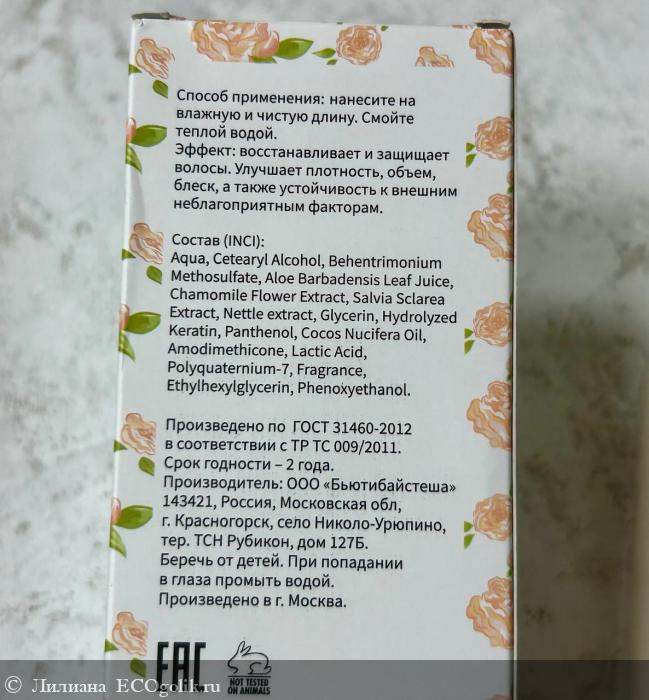 Способ применения: нанесите на
влажную и чистую длину. Смойте
теплой водой.
Эффект: восстанавливает и защищает
волосы. Улучшает плотность, объем,
блеск, а также устойчивость к внешним
неблагоприятным факторам.
Состав (INCI):
Aqua, Cetearyl Alcohol, Behentrimonium
Methosulfate, Aloe Barbadensis Leaf Juice,
Chamomile Flower Extract, Salvia Sclarea
Extract, Nettle extract, Glycerin, Hydrolyzed
Keratin, Panthenol, Cocos Nucifera Oil,
Amodimethicone, Lactic Acid,
Polyquaternium-7, Fragrance,
Ethylhexylglycerin, Phenoxyethanol.
Произведено по ГОСТ 31460-2012
в соответствии с ТР ТС 009/2011.
Срок годности – 2 года.
Производитель: ООО «Бьютибайстеша»
143421, Россия, Московская обл,
г. Красногорск, село Николо-Урюпино,
тер. ТСН Рубикон, дом 127Б.
Беречь от детей. При попадании
в глаза промыть водой.
Произведено в г. Москва.
EAC
NOT TESTED
ON ANIMALS
© Лилиана ECOgolik.ru